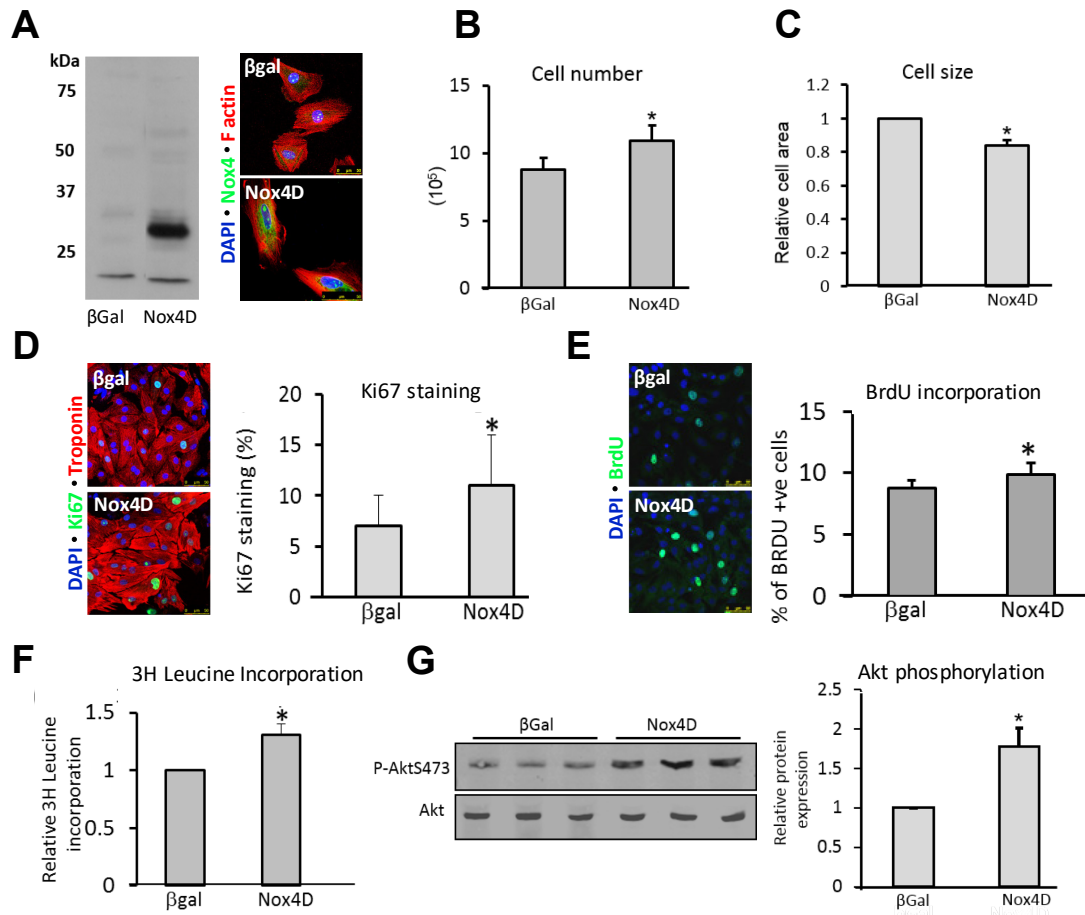 A
kDa
75
50
37
25
βGal Nox4D
DAPI • Nox4 • F actin
βgal
Nox4D
B
Cell number
(10⁵)
15
10
5
0
*
βGal Nox4D
C
Cell size
Relative cell area
1.2
1
0.8
0.6
0.4
0.2
0
*
βGal Nox4D
D
DAPI • Ki67 • Troponin
βgal
Nox4D
Ki67 staining
Ki67 staining (%)
20
15
10
5
0
*
βgal Nox4D
E
DAPI • BrdU
βgal
Nox4D
BrdU incorporation
% of BRDU +ve cells
15
10
5
0
*
βgal Nox4D
F
3H Leucine Incorporation
Relative 3H Leucine
incorporation
1.5
1
0.5
0
*
βgal Nox4D
G
βGal Nox4D
P-AktS473
Akt
Akt phosphorylation
Relative protein
expression
2.5
2
1.5
1
0.5
0
*
βGal Nox4D